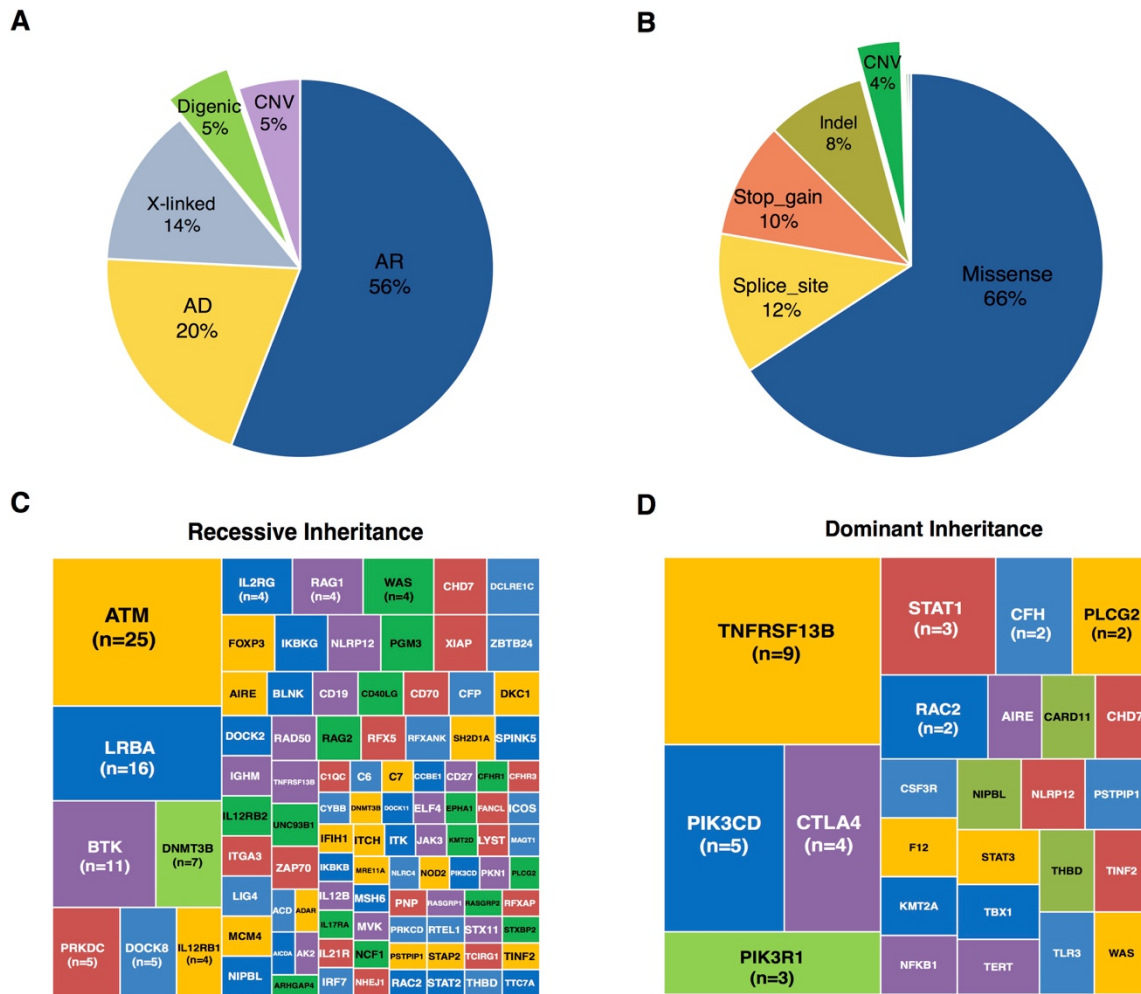 A
Digenic
5%
CNV
5%
X-linked
14%
AD
20%
AR
56%
B
CNV
4%
Indel
8%
Stop_gain
10%
Splice_site
12%
Missense
66%
C
Recessive Inheritance
ATM
(n=25)
LRBA
(n=16)
BTK
(n=11)
DNMT3B
(n=7)
PRKDC
(n=5)
DOCK8
(n=5)
IL12RB1
(n=4)
IL2RG
(n=4)
RAG1
(n=4)
WAS
(n=4)
CHD7
DCLRE1C
FOXP3
IKBKG
NLRP12
PGM3
XIAP
ZBTB24
AIRE
BLNK
CD19
CD40LG
CD70
CFP
DKC1
DOCK2
RAD50
RAG2
RFX5
RFXANK
SH2D1A
SPINK5
IGHM
TNFRSF13B
C1QC
C6
C7
CCBE1
CD27
CFHR1
CFHR3
IL12RB2
UNC93B1
CYBB
DNMT3B
DOCK11
ELF4
EPHA1
FANCL
ICOS
IFIH1
ITCH
ITK
JAK3
KMT2D
LYST
MAGT1
ITGA3
ZAP70
IKBKB
MRE11A
NLRC4
NOD2
PIK3CD
PKN1
PLCG2
LIG4
ACD
ADAR
IL12B
MSH6
PNP
RASGRP1
RASGRP2
RFXAP
IL17RA
MVK
PRKCD
RTEL1
STX11
STXBP2
MCM4
AICDA
AK2
IL21R
NCF1
PSTPIP1
STAP2
TCIRG1
TINF2
NIPBL
ARHGAP4
IRF7
NHEJ1
RAC2
STAT2
THBD
TTC7A
D
Dominant Inheritance
TNFRSF13B
(n=9)
PIK3CD
(n=5)
CTLA4
(n=4)
PIK3R1
(n=3)
STAT1
(n=3)
CFH
(n=2)
PLCG2
(n=2)
RAC2
(n=2)
AIRE
CARD11
CHD7
CSF3R
NIPBL
NLRP12
PSTPIP1
F12
STAT3
THBD
TINF2
KMT2A
TBX1
NFKB1
TERT
TLR3
WAS